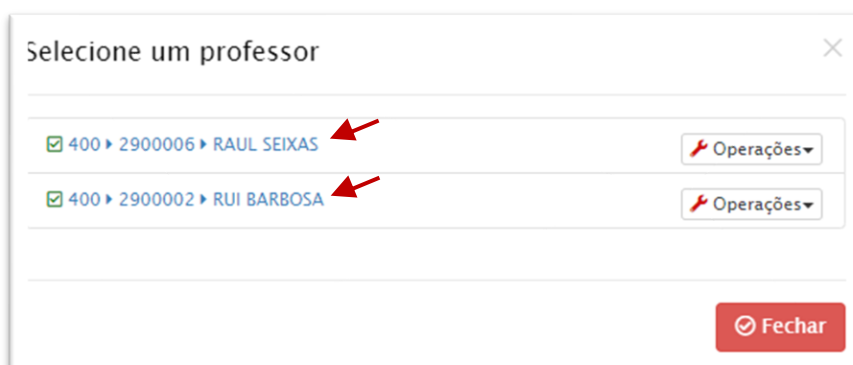 Selecione um professor
400 ▸ 2900006 ▸ RAUL SEIXAS
Operações
400 ▸ 2900002 ▸ RUI BARBOSA
Operações
Fechar